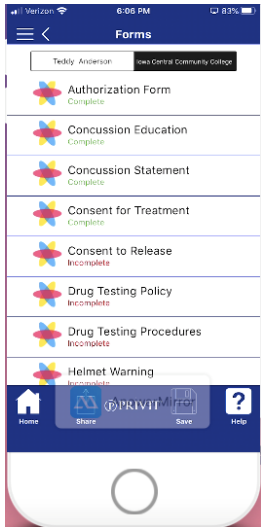 Verizon 6:06 PM 83%
Forms
Teddy Anderson Iowa Central Community College
Authorization Form
Complete
Concussion Education
Complete
Concussion Statement
Complete
Consent for Treatment
Complete
Consent to Release
Incomplete
Drug Testing Policy
Incomplete
Drug Testing Procedures
Incomplete
Helmet Warning
Incomplete
PRIVIT Mirror
Home Share Save Help